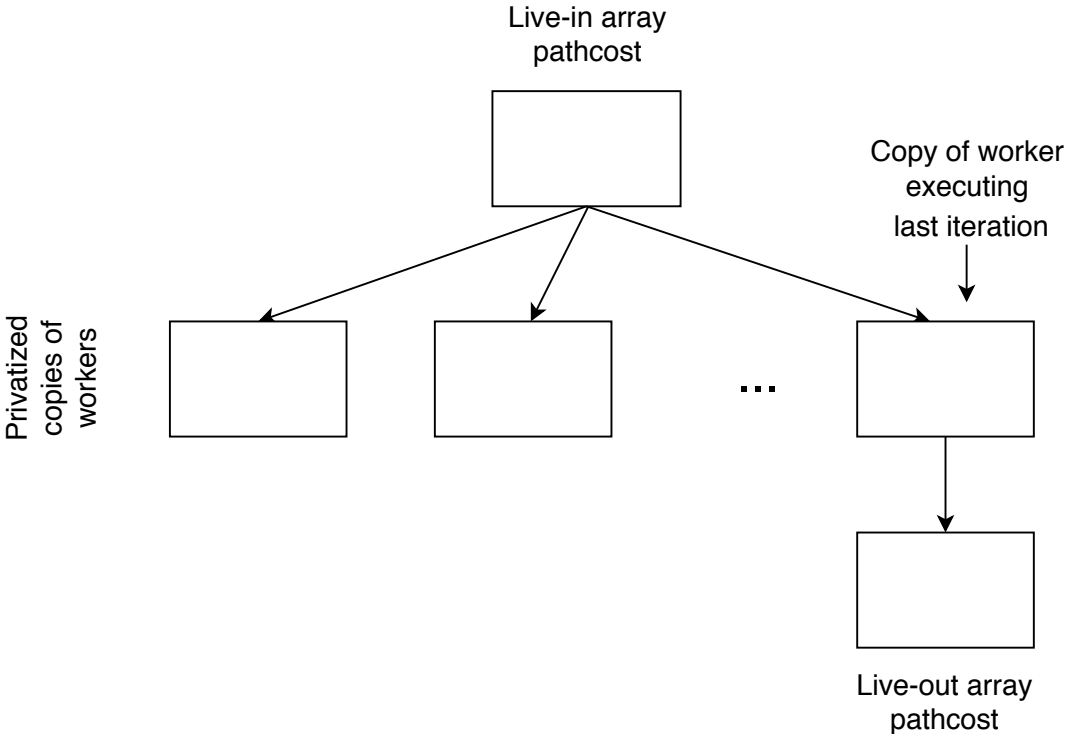 Live-in array
pathcost
Copy of worker
executing
last iteration
Privatized
copies of
workers
...
Live-out array
pathcost